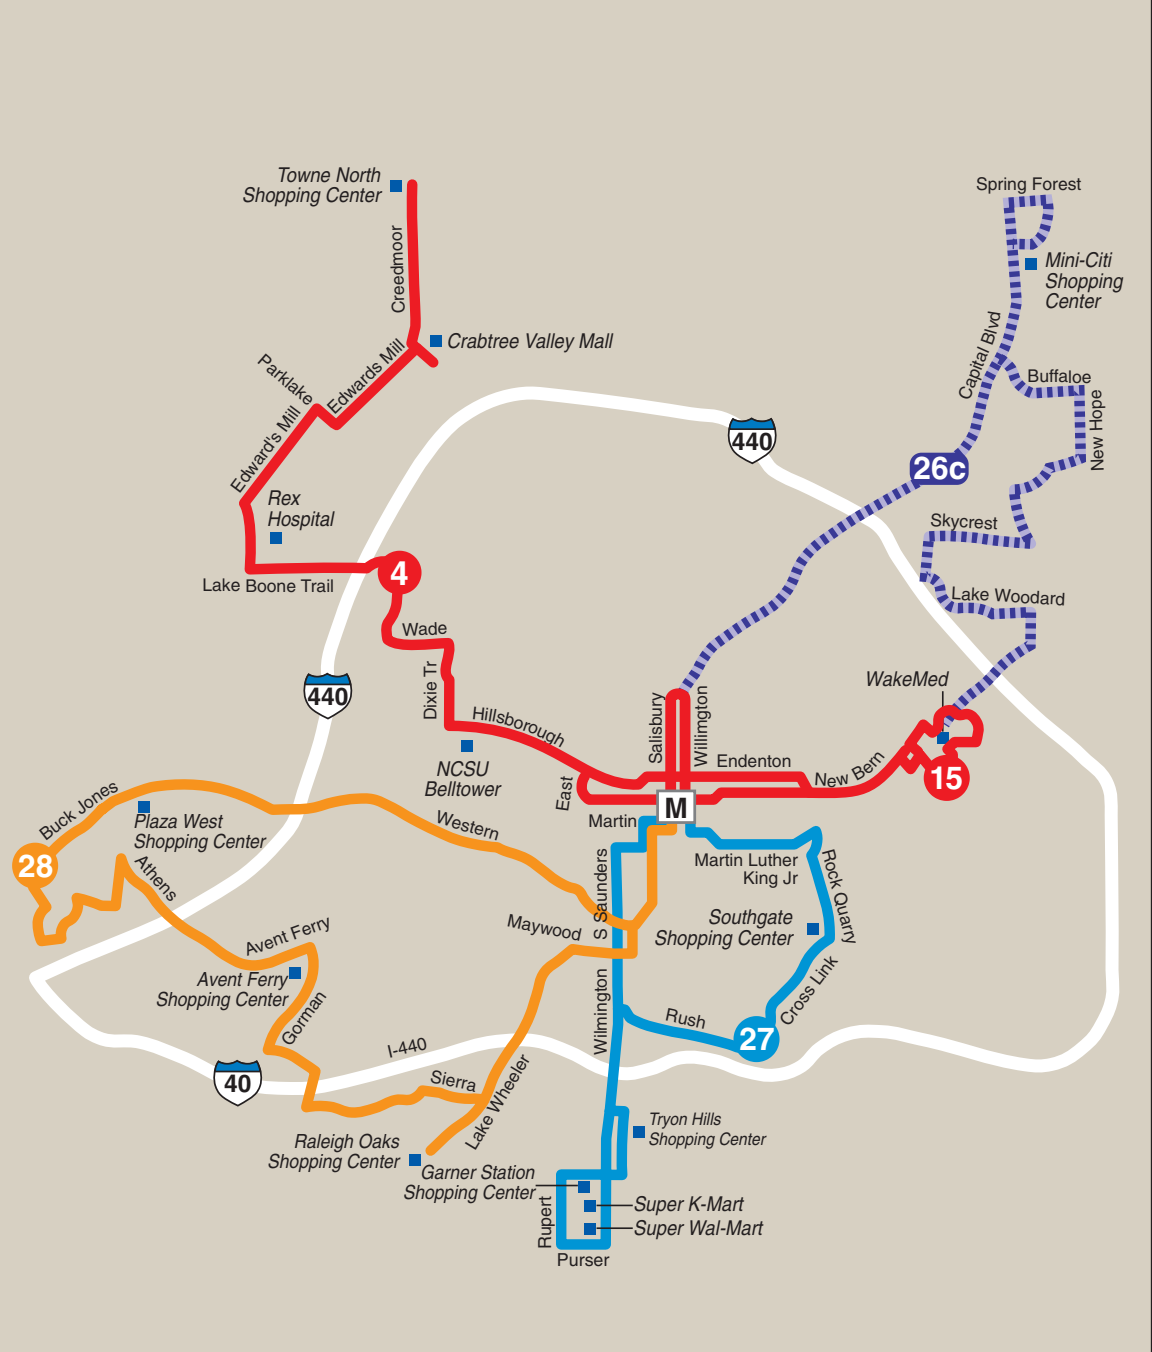 Towne North
Shopping Center
Spring Forest
Creedmoor
Mini-Citi
Shopping
Center
Crabtree Valley Mall
Capital Blvd
Parklake
Edwards Mill
Buffaloe
New Hope
Edward's Mill
440
26c
Rex
Hospital
Skycrest
4
Lake Boone Trail
Lake Woodard
Wade
Dixie Tr
WakeMed
440
Salisbury
Willimgton
Hillsborough
NCSU
Belltower
Endenton
New Bern
15
East
M
Buck Jones
Plaza West
Shopping Center
Western
Martin
28
Athens
S Saunders
Martin Luther
King Jr
Rock Quarry
Maywood
Southgate
Shopping Center
Avent Ferry
Avent Ferry
Shopping Center
Gorman
Wilmington
Cross Link
Rush
27
I-440
40
Sierra
Lake Wheeler
Tryon Hills
Shopping Center
Raleigh Oaks
Shopping Center
Garner Station
Shopping Center
Super K-Mart
Rupert
Super Wal-Mart
Purser